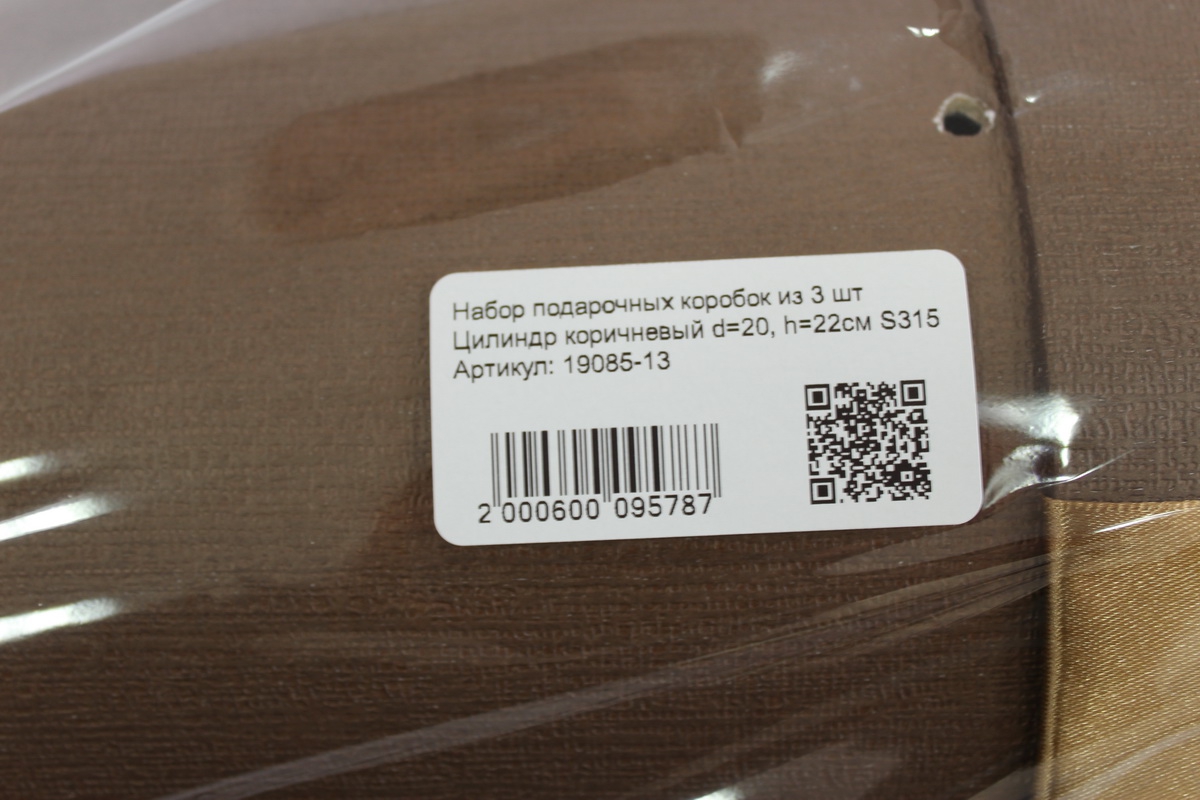 Набор подарочных коробок из 3 шт
Цилиндр коричневый d=20, h=22см S315
Артикул: 19085-13
2 000600 095787